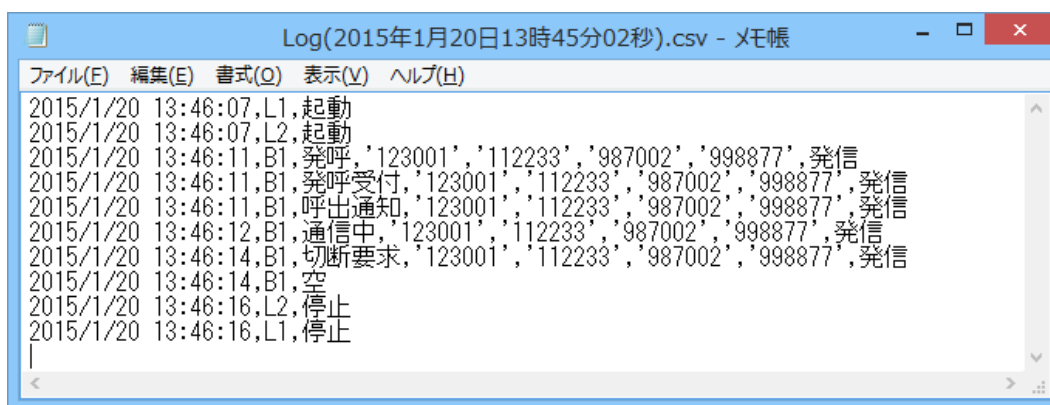 Log(2015年1月20日13時45分02秒).csv - メモ帳
ファイル(F) 編集(E) 書式(O) 表示(V) ヘルプ(H)
2015/1/20 13:46:07,L1,起動
2015/1/20 13:46:07,L2,起動
2015/1/20 13:46:11,B1,発呼,'123001','112233','987002','998877',発信
2015/1/20 13:46:11,B1,発呼受付,'123001','112233','987002','998877',発信
2015/1/20 13:46:11,B1,呼出通知,'123001','112233','987002','998877',発信
2015/1/20 13:46:12,B1,通信中,'123001','112233','987002','998877',発信
2015/1/20 13:46:14,B1,切断要求,'123001','112233','987002','998877',発信
2015/1/20 13:46:14,B1,空
2015/1/20 13:46:16,L2,停止
2015/1/20 13:46:16,L1,停止